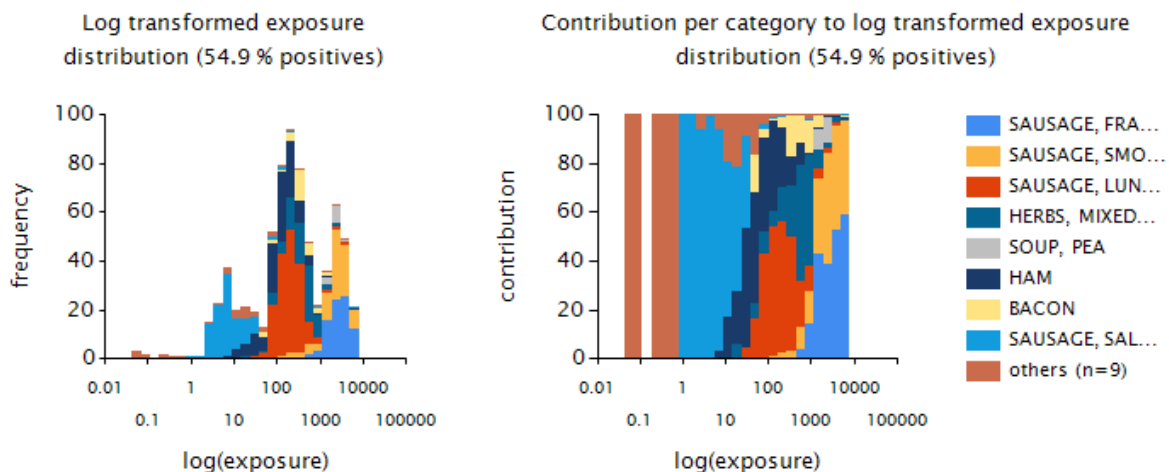 Log transformed exposure
distribution (54.9 % positives)
frequency
100
80
60
40
20
0
0.01
1
100
10000
0.1
10
1000
100000
log(exposure)
Contribution per category to log transformed exposure
distribution (54.9 % positives)
contribution
100
80
60
40
20
0
0.01
1
100
10000
0.1
10
1000
100000
log(exposure)
SAUSAGE, FRA...
SAUSAGE, SMO...
SAUSAGE, LUN...
HERBS, MIXED...
SOUP, PEA
HAM
BACON
SAUSAGE, SAL...
others (n=9)